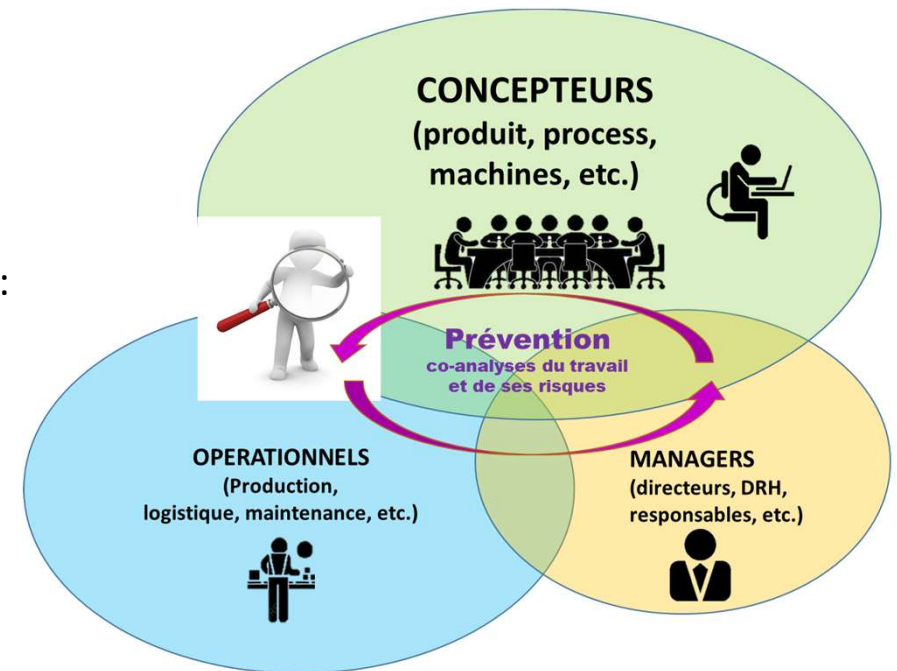 CONCEPTEURS
(produit, process,
machines, etc.)
:
Prévention
co-analyses du travail
et de ses risques
OPERATIONNELS
(Production,
logistique, maintenance, etc.)
MANAGERS
(directeurs, DRH,
responsables, etc.)